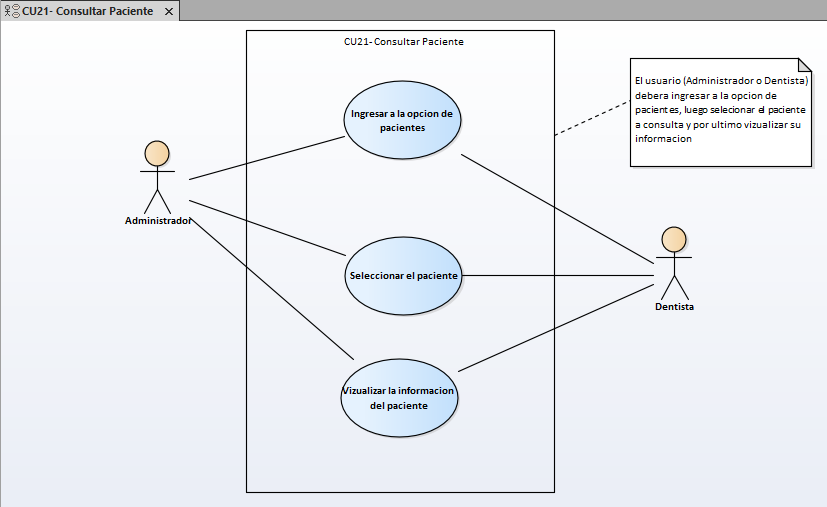 CU21- Consultar Paciente
CU21- Consultar Paciente
Ingresar a la opcion de
pacientes
El usuario (Administrador o Dentista)
debera ingresar a la opcion de
pacientes, luego selecionar el paciente
a consulta y por ultimo vizualizar su
informacion
Administrador
Seleccionar el paciente
Dentista
Vizualizar la informacion
del paciente